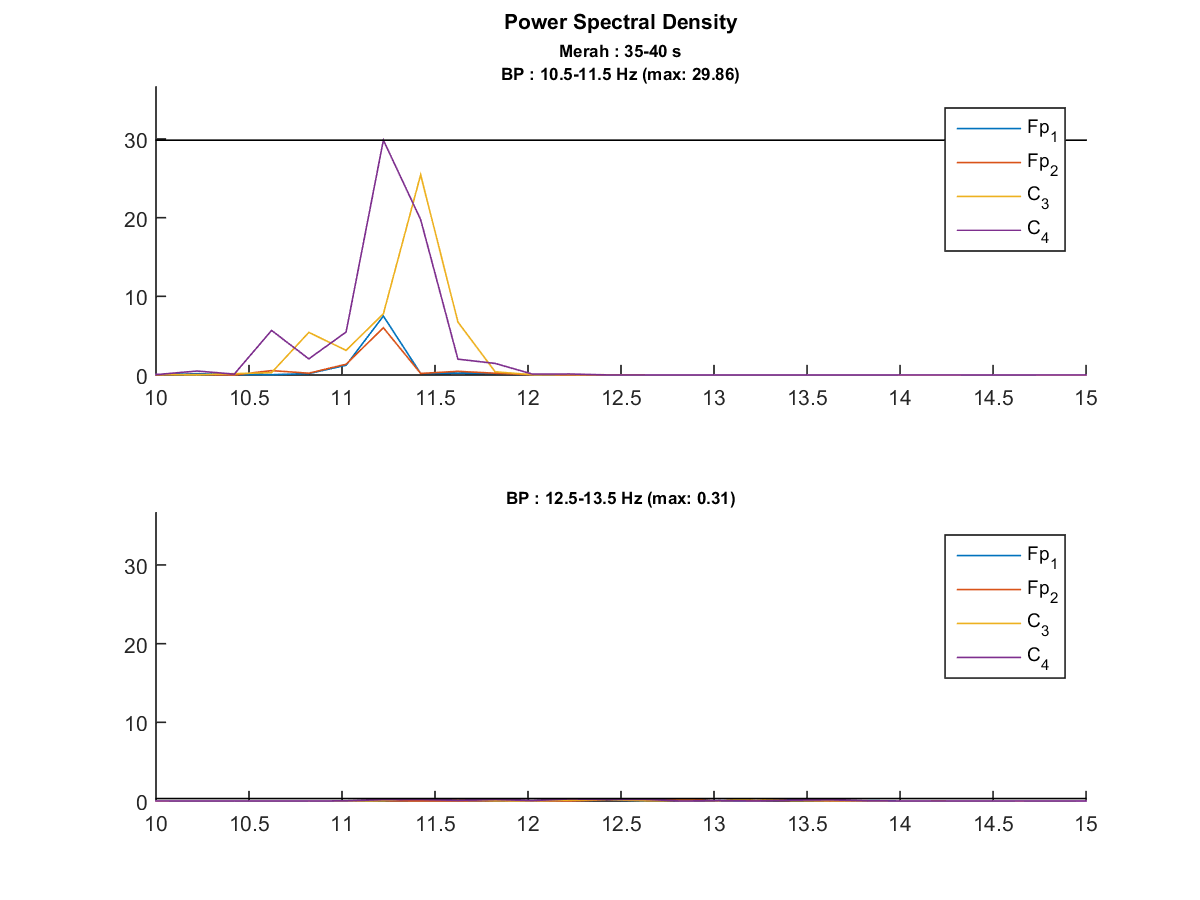 Power Spectral Density
Merah : 35-40 s
BP : 10.5-11.5 Hz (max: 29.86)
30
20
10
0
10 10.5 11 11.5 12 12.5 13 13.5 14 14.5 15
Fp1
Fp2
C3
C4
BP : 12.5-13.5 Hz (max: 0.31)
30
20
10
0
10 10.5 11 11.5 12 12.5 13 13.5 14 14.5 15
Fp1
Fp2
C3
C4